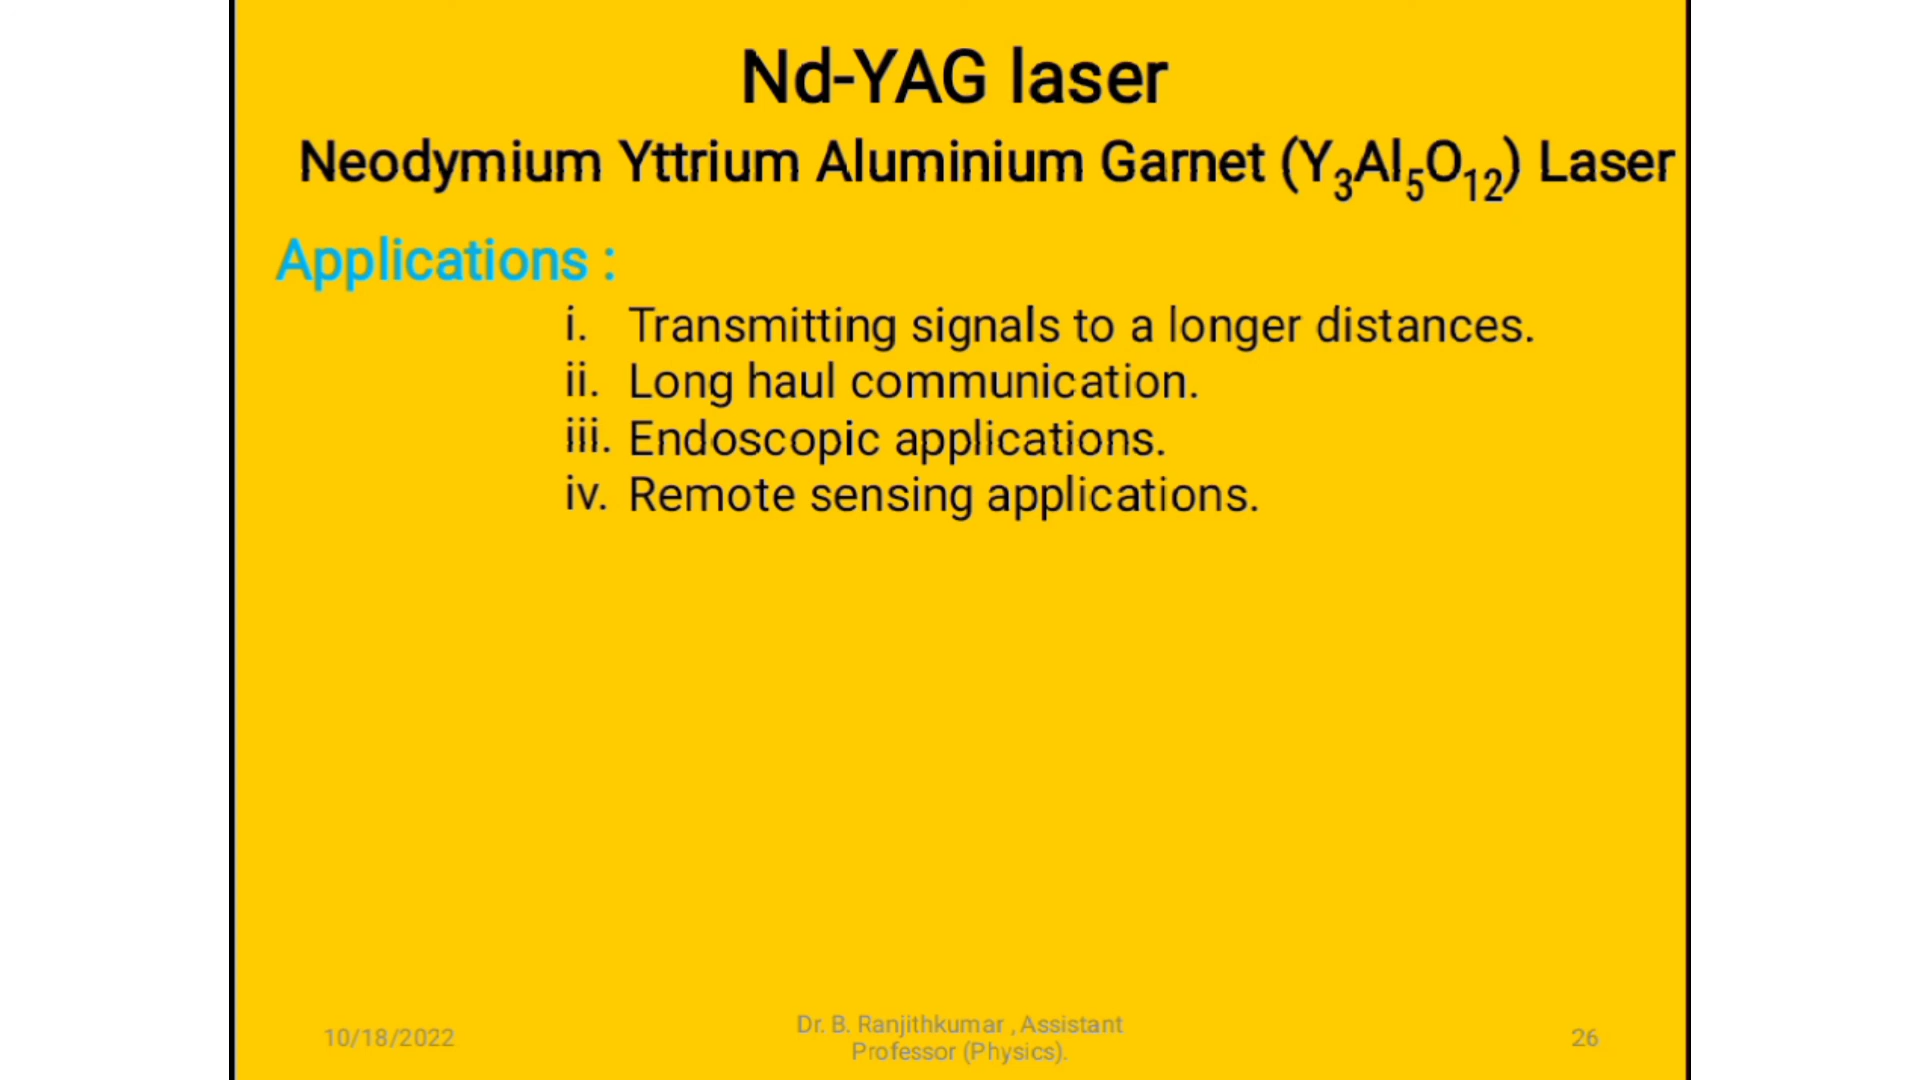 Nd-YAG laser
Neodymium Yttrium Aluminium Garnet (Y₃Al₅O₁₂) Laser
Applications :
i. Transmitting signals to a longer distances.
ii. Long haul communication.
iii. Endoscopic applications.
iv. Remote sensing applications.
10/18/2022
Dr. B. Ranjithkumar , Assistant
Professor (Physics).
26